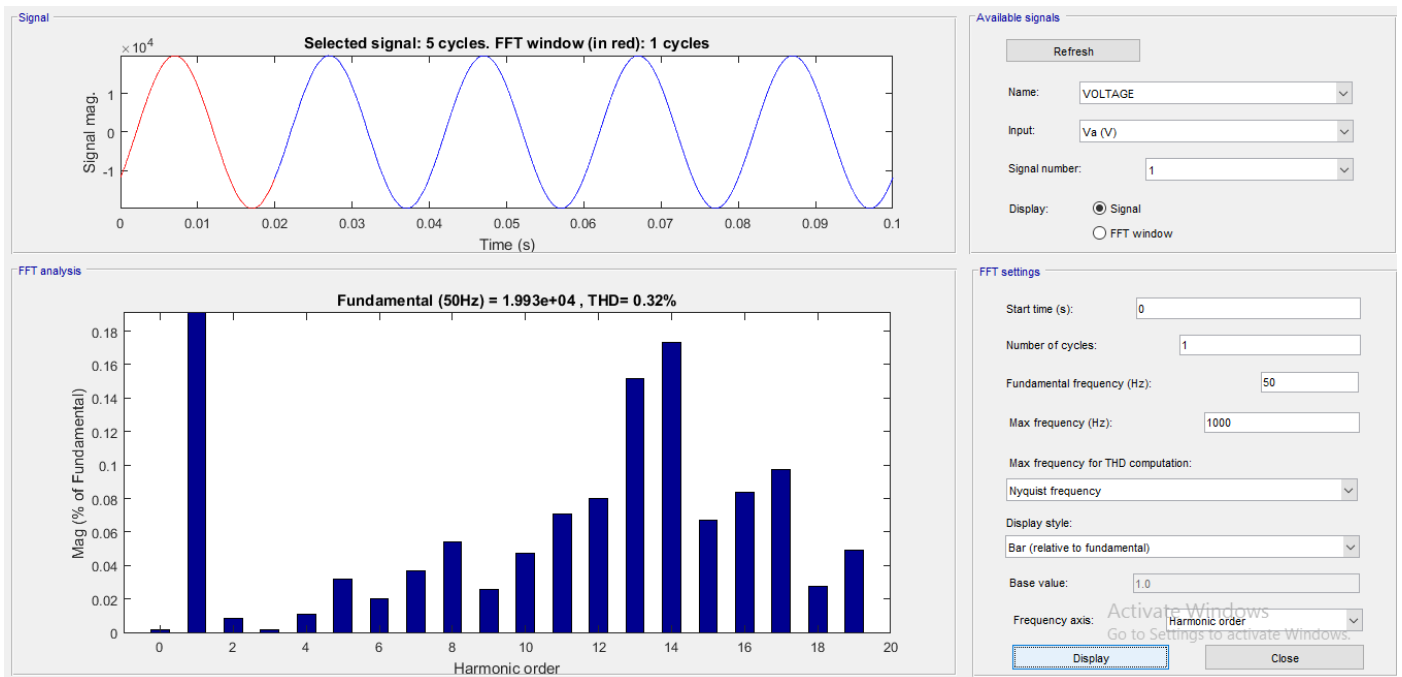 Signal
Selected signal: 5 cycles. FFT window (in red): 1 cycles
×10⁴
Signal mag.
1
0
-1
0 0.01 0.02 0.03 0.04 0.05 0.06 0.07 0.08 0.09 0.1
Time (s)
Available signals
Refresh
Name: VOLTAGE
Input: Va (V)
Signal number: 1
Display: Signal
FFT window
FFT analysis
Fundamental (50Hz) = 1.993e+04 , THD= 0.32%
Mag (% of Fundamental)
0.18
0.16
0.14
0.12
0.1
0.08
0.06
0.04
0.02
0
0 2 4 6 8 10 12 14 16 18 20
Harmonic order
FFT settings
Start time (s): 0
Number of cycles: 1
Fundamental frequency (Hz): 50
Max frequency (Hz): 1000
Max frequency for THD computation:
Nyquist frequency
Display style:
Bar (relative to fundamental)
Base value: 1.0
Activate Windows
Frequency axis: Harmonic order
Go to Settings to activate Windows.
Display Close